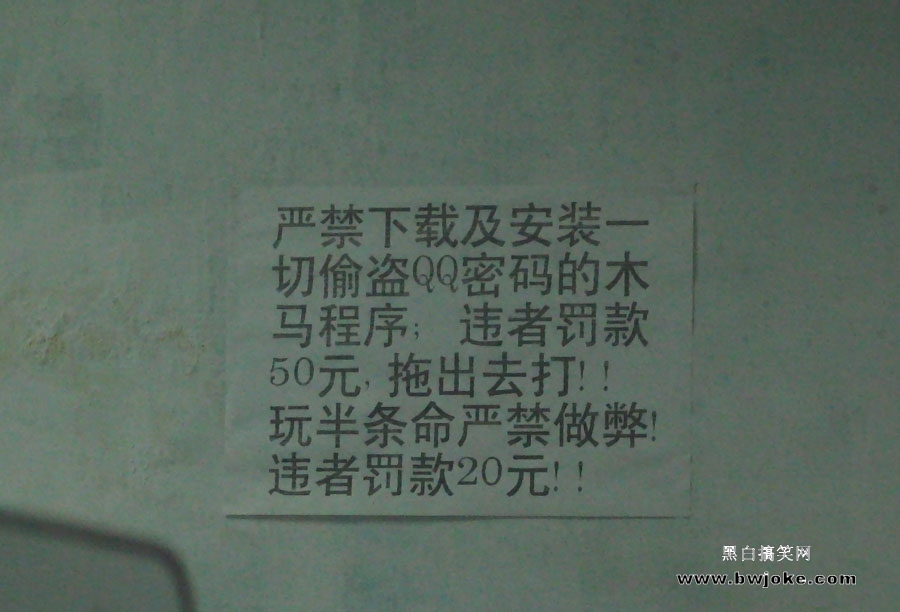 严禁下载及安装一
切偷盗QQ密码的木
马程序; 违者罚款
50元,拖出去打!!
玩半条命严禁做弊!
违者罚款20元!!
黑白搞笑网
www.bwjoke.com